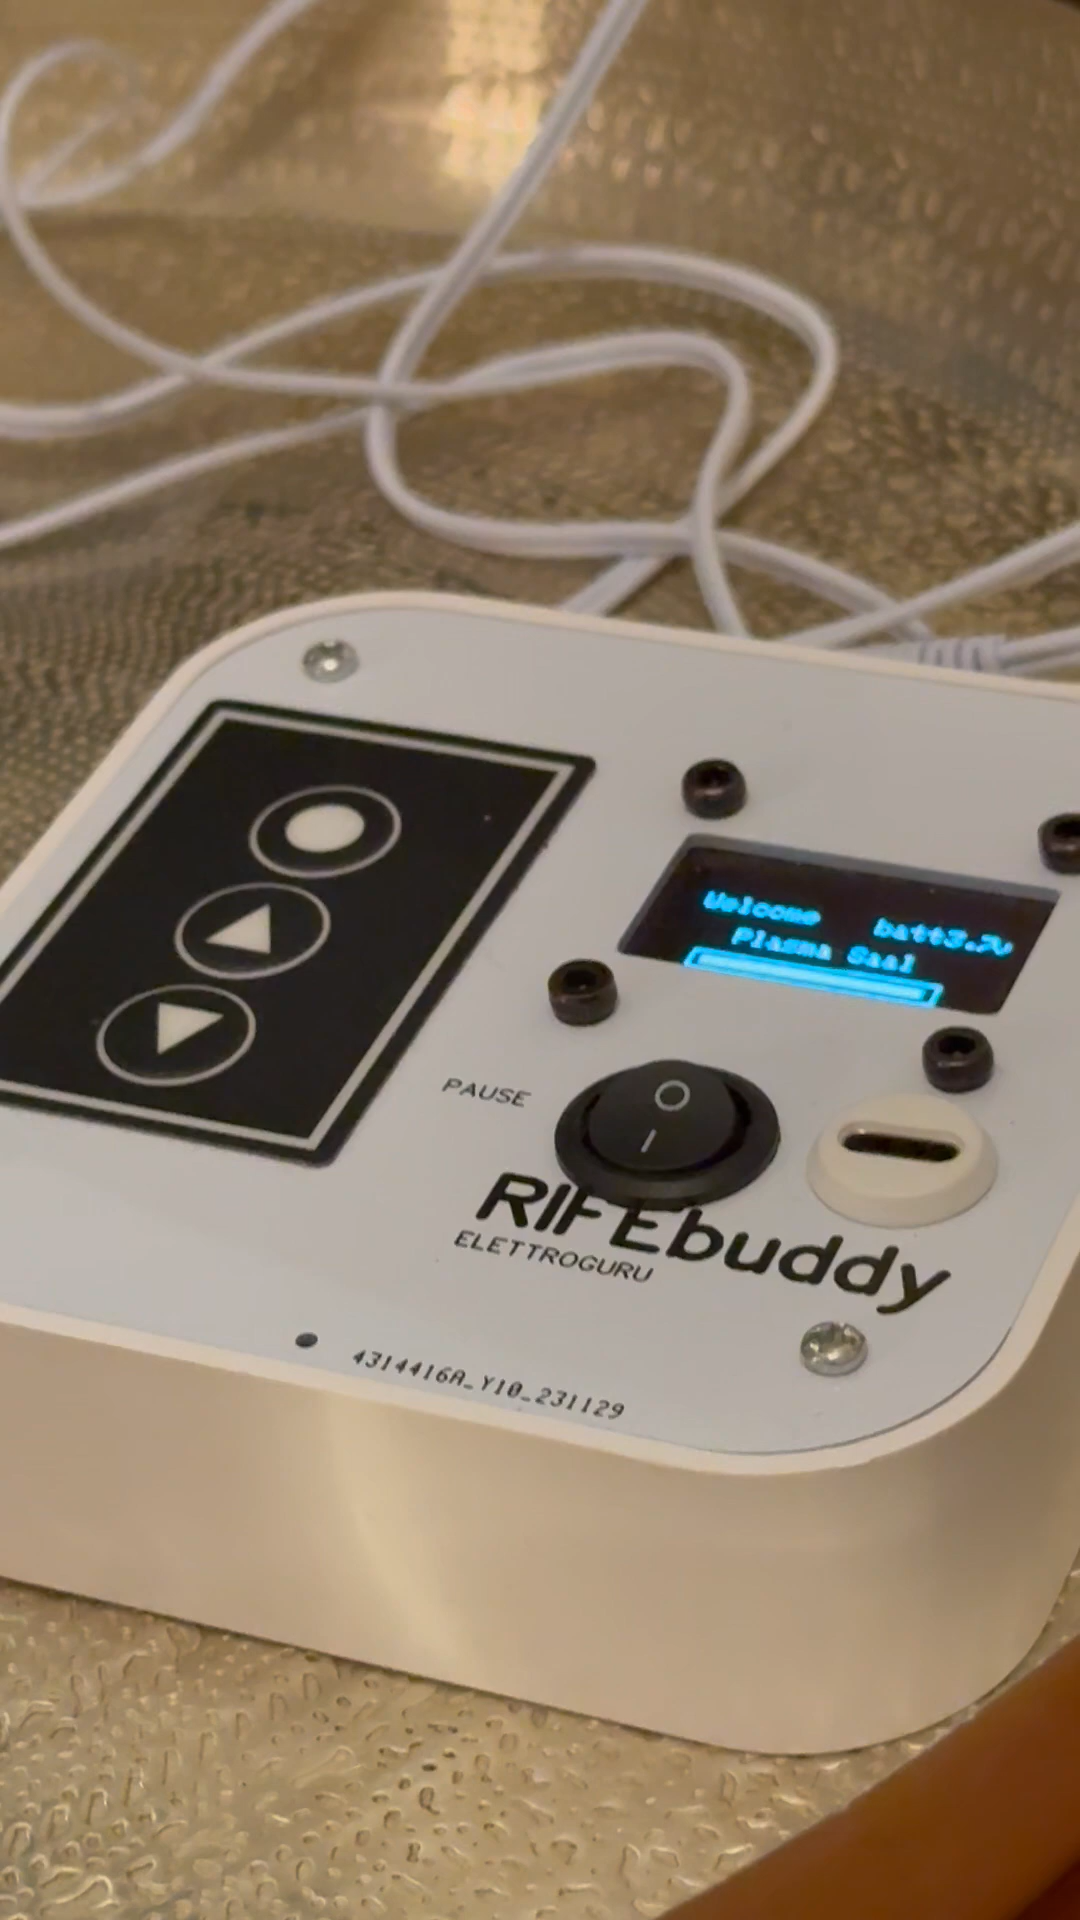 Welcome batt3.7v
Plasma Saal
PAUSE
RIFEbuddy
ELETTROGURU
4314416A_Y10_231129